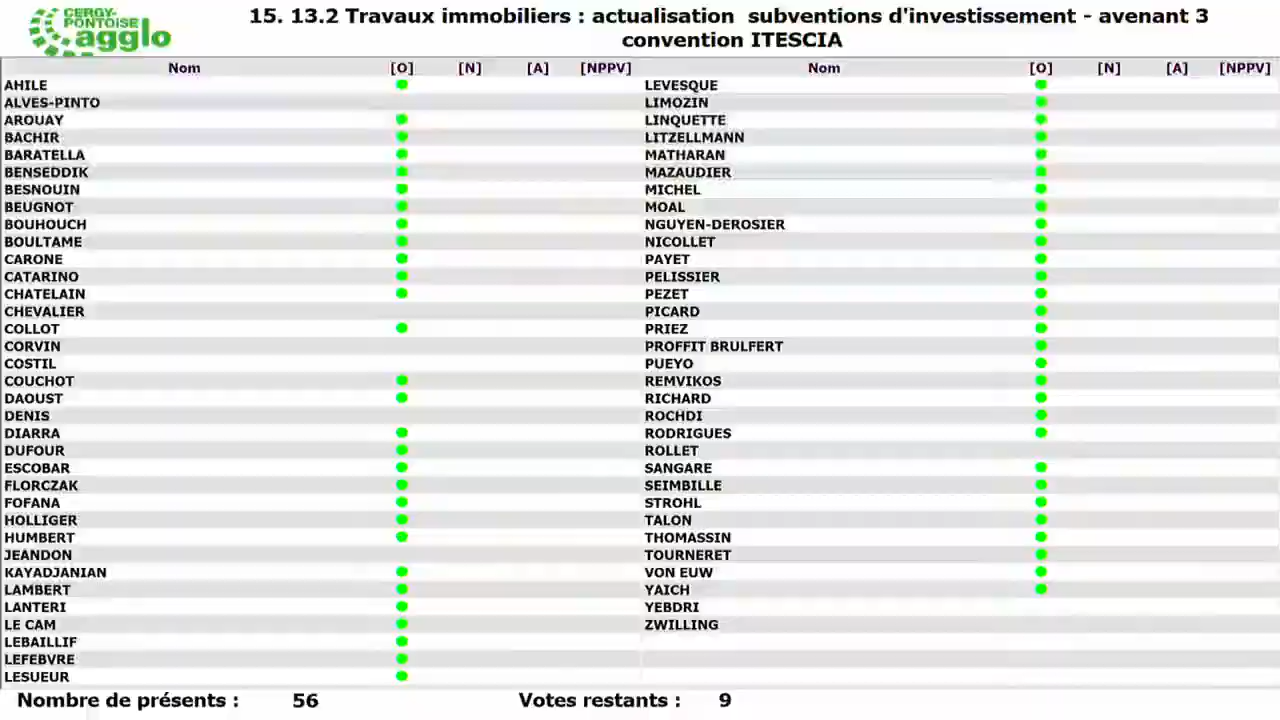 CERGY-
PONTOISE
agglo
15. 13.2 Travaux immobiliers : actualisation subventions d'investissement - avenant 3
convention ITESCIA
Nom [O] [N] [A] [NPPV] Nom [O] [N] [A] [NPPV]
AHILE LEVESQUE
ALVES-PINTO LIMOZIN
AROUAY LINQUETTE
BACHIR LITZELLMANN
BARATELLA MATHARAN
BENSEDDIK MAZAUDIER
BESNOUIN MICHEL
BEUGNOT MOAL
BOUHOUCH NGUYEN-DEROSIER
BOULTAME NICOLLET
CARONE PAYET
CATARINO PELISSIER
CHATELAIN PEZET
CHEVALIER PICARD
COLLOT PRIEZ
CORVIN PROFFIT BRULFERT
COSTIL PUEYO
COUCHOT REMVIKOS
DAOUST RICHARD
DENIS ROCHDI
DIARRA RODRIGUES
DUFOUR ROLLET
ESCOBAR SANGARE
FLORCZAK SEIMBILLE
FOFANA STROHL
HOLLIGER TALON
HUMBERT THOMASSIN
JEANDON TOURNERET
KAYADJANIAN VON EUW
LAMBERT YAICH
LANTERI YEBDRI
LE CAM ZWILLING
LEBAILLIF
LEFEBVRE
LESUEUR
Nombre de présents : 56 Votes restants : 9